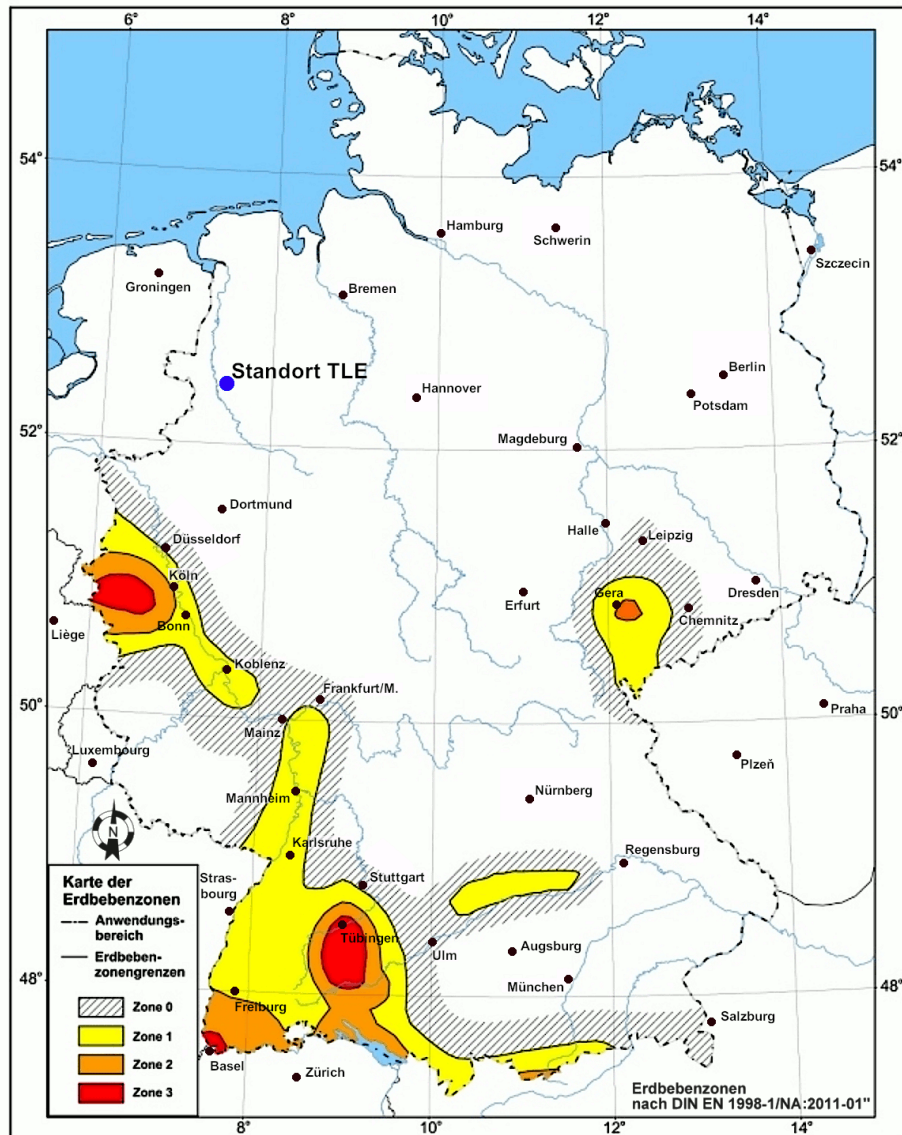 6°
8°
10°
12°
14°
54°
54°
Hamburg
Schwerin
Szczecin
Groningen
Bremen
Standort TLE
Berlin
Hannover
Potsdam
52°
52°
Magdeburg
Dortmund
Halle
Leipzig
Düsseldorf
Köln
Gera
Dresden
Erfurt
Chemnitz
Liège
Bonn
Koblenz
Frankfurt/M.
50°
50°
Praha
Mainz
Luxembourg
Plzeň
Mannheim
Nürnberg
N
Karlsruhe
Regensburg
Stras-
bourg
Stuttgart
Tübingen
Ulm
Augsburg
48°
48°
München
Freiburg
Salzburg
Basel
Zürich
Karte der
Erdbebenzonen
Anwendungs-
bereich
Erdbeben-
zonengrenzen
Zone 0
Zone 1
Zone 2
Zone 3
Erdbebenzonen
nach DIN EN 1998-1/NA:2011-01"
8°
10°
12°
14°